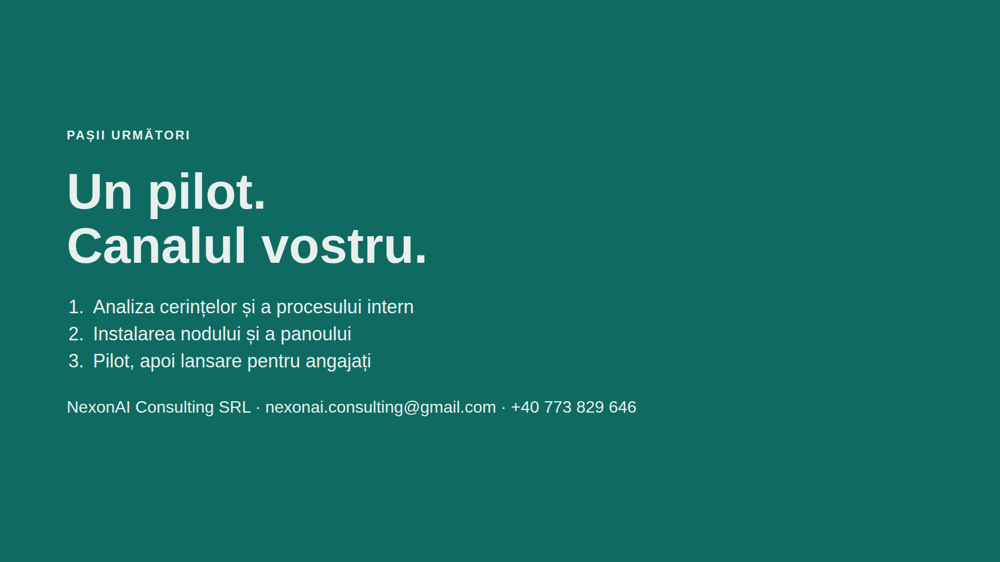 PAȘII URMĂTORI
Un pilot.
Canalul vostru.
1. Analiza cerințelor și a procesului intern
2. Instalarea nodului și a panoului
3. Pilot, apoi lansare pentru angajați
NexonAI Consulting SRL · nexonai.consulting@gmail.com · +40 773 829 646